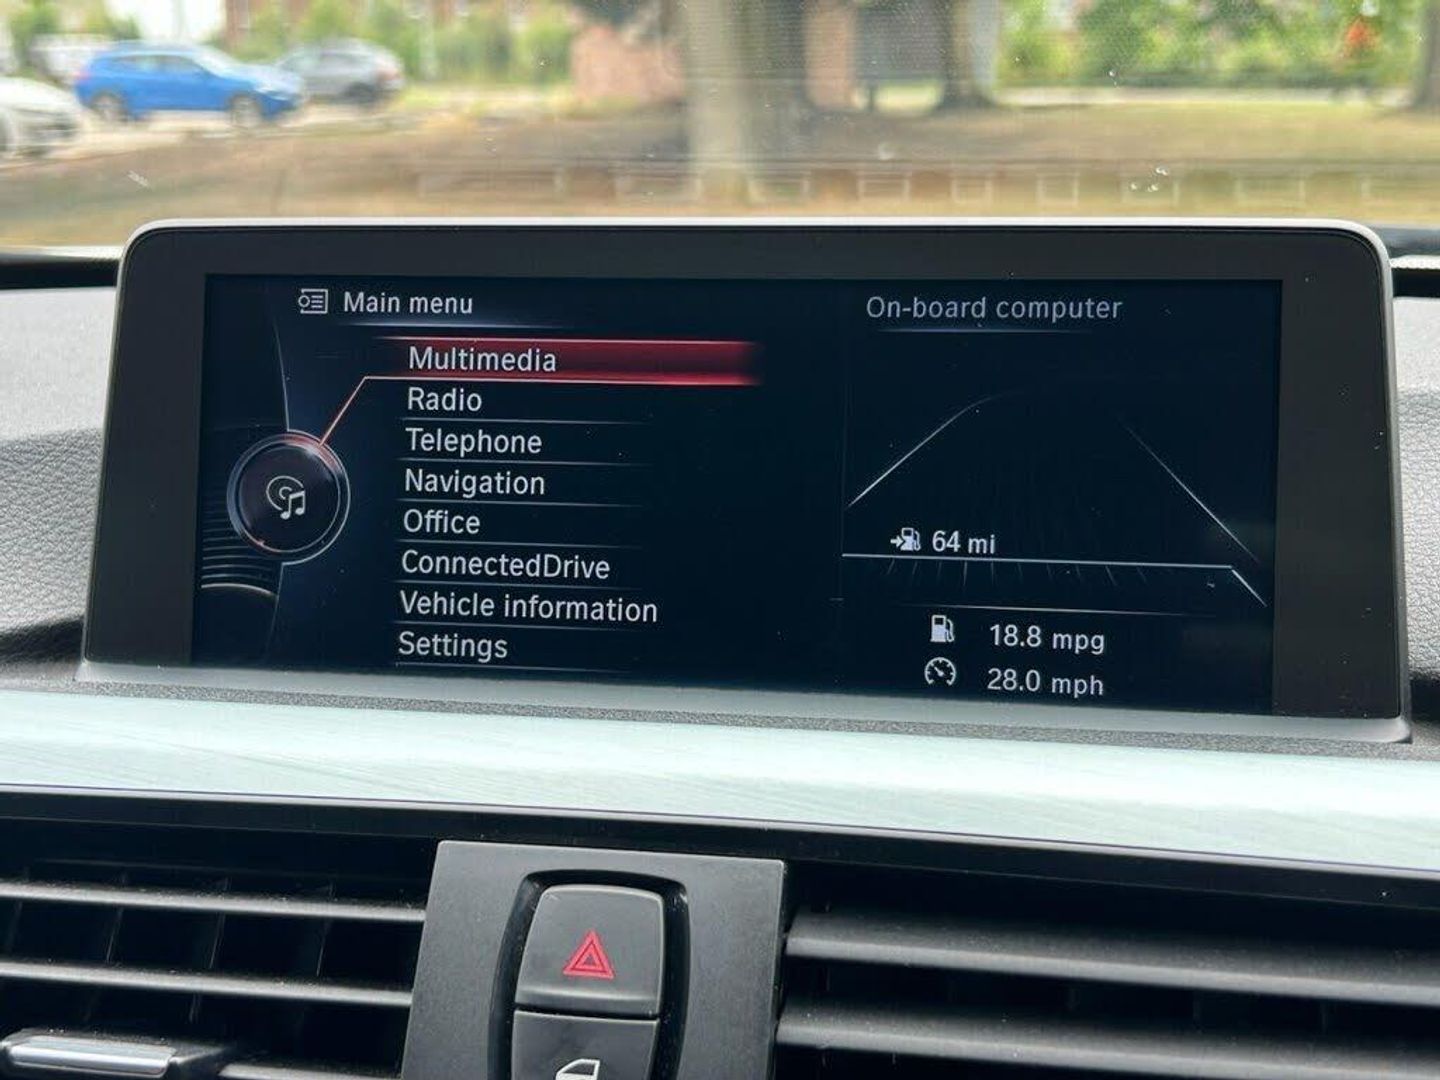 Main menu
Multimedia
Radio
Telephone
Navigation
Office
ConnectedDrive
Vehicle information
Settings
On-board computer
64 mi
18.8 mpg
28.0 mph